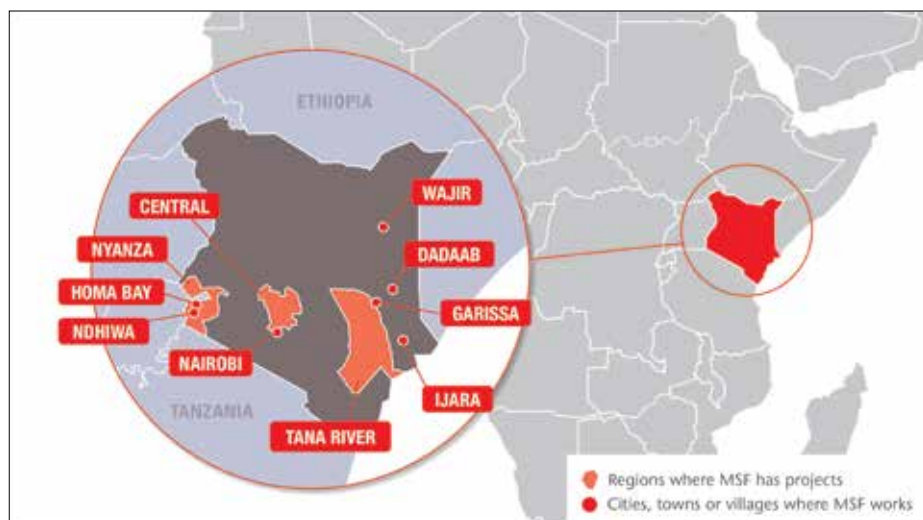 ETHIOPIA
WAJIR
CENTRAL
NYANZA
DADAAB
HOMA BAY
GARISSA
NDHIWA
NAIROBI
IJARA
TANZANIA
TANA RIVER
Regions where MSF has projects
Cities, towns or villages where MSF works